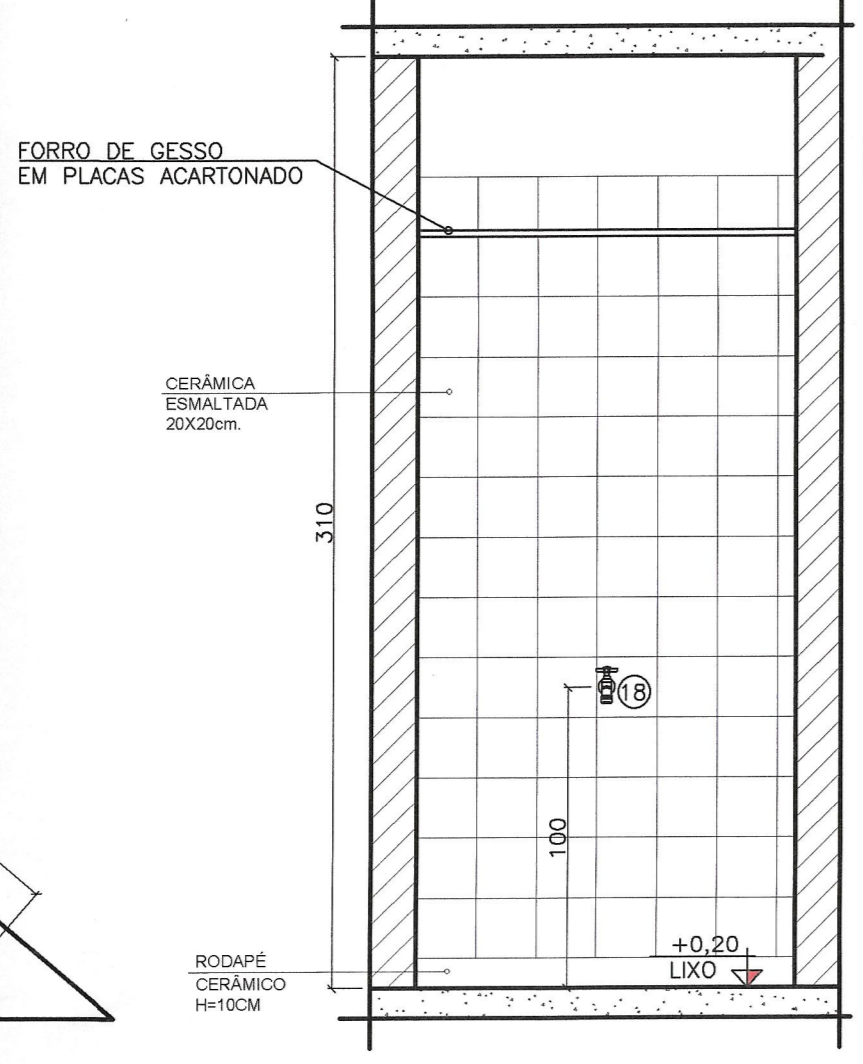 FORRO DE GESSO
EM PLACAS ACARTONADO
CERÂMICA
ESMALTADA
20X20cm.
310
18
100
+0,20
LIXO
RODAPÉ
CERÂMICO
H=10CM